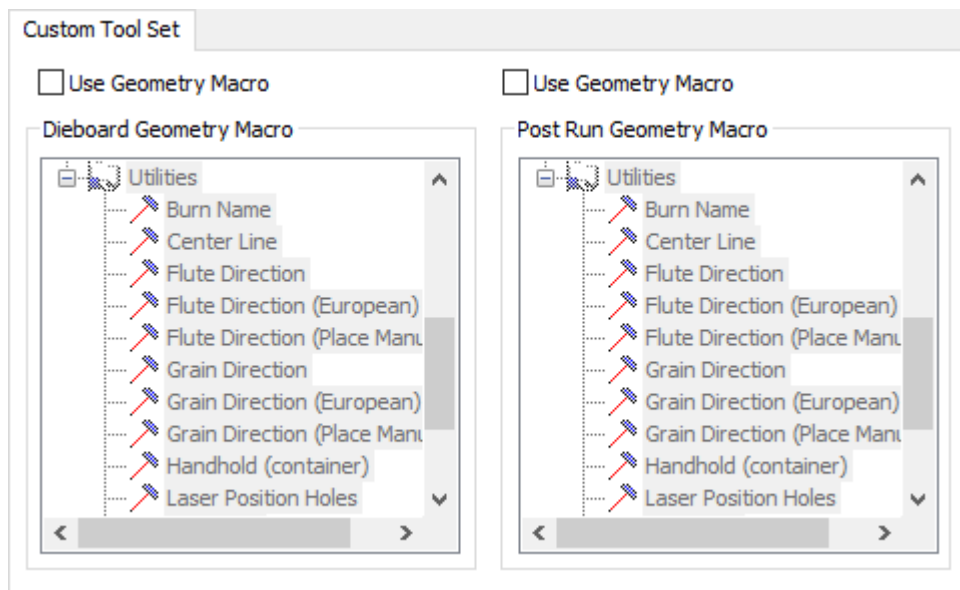 Custom Tool Set
Use Geometry Macro
Dieboard Geometry Macro
Utilities
Burn Name
Center Line
Flute Direction
Flute Direction (European)
Flute Direction (Place Manu
Grain Direction
Grain Direction (European)
Grain Direction (Place Manu
Handhold (container)
Laser Position Holes
Use Geometry Macro
Post Run Geometry Macro
Utilities
Burn Name
Center Line
Flute Direction
Flute Direction (European)
Flute Direction (Place Manu
Grain Direction
Grain Direction (European)
Grain Direction (Place Manu
Handhold (container)
Laser Position Holes